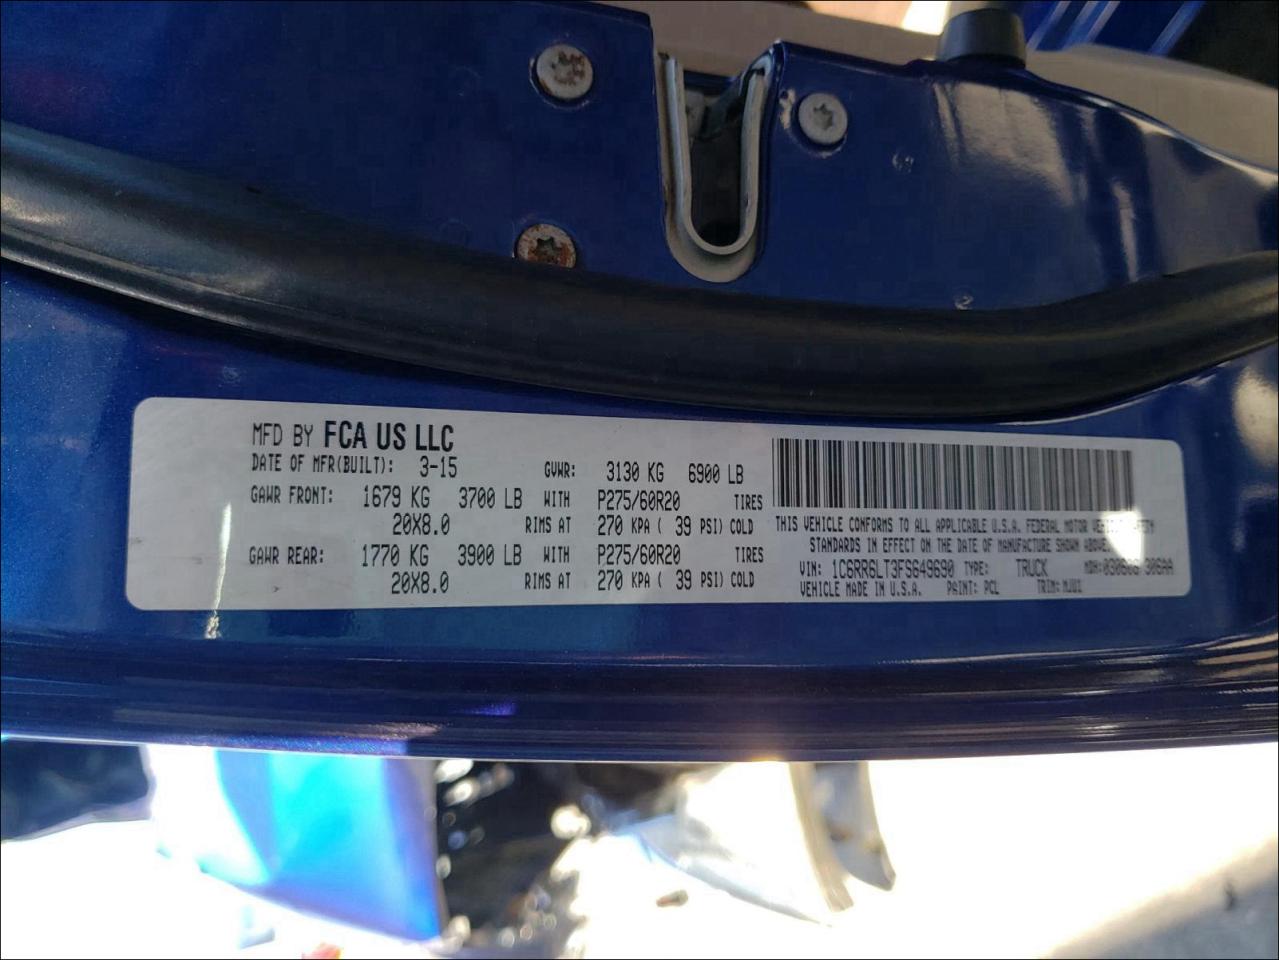 MFD BY FCA US LLC
DATE OF MFR(BUILT): 3-15 GVWR: 3130 KG 6900 LB
GAWR FRONT: 1679 KG 3700 LB WITH P275/60R20 TIRES
20X8.0 RIMS AT 270 KPA ( 39 PSI) COLD
GAWR REAR: 1770 KG 3900 LB WITH P275/60R20 TIRES
20X8.0 RIMS AT 270 KPA ( 39 PSI) COLD
THIS VEHICLE CONFORMS TO ALL APPLICABLE U.S.A. FEDERAL MOTOR
STANDARDS IN EFFECT ON THE DATE OF MANUFACTURE SHOWN ABOVE.
VIN: 1C6RR6LT3FS649690 TYPE: TRUCK MDH:
VEHICLE MADE IN U.S.A. PAINT: PCL TRIM: MJU1